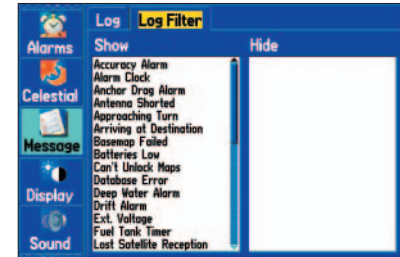 Log
Log Filter
Alarms
Celestial
Message
Display
Sound
Show
Accuracy Alarm
Alarm Clock
Anchor Drag Alarm
Antenna Shorted
Approaching Turn
Arriving at Destination
Basemap Failed
Batteries Low
Can't Unlock Maps
Database Error
Deep Water Alarm
Drift Alarm
Ext. Voltage
Fuel Tank Timer
Lost Satellite Reception
Hide